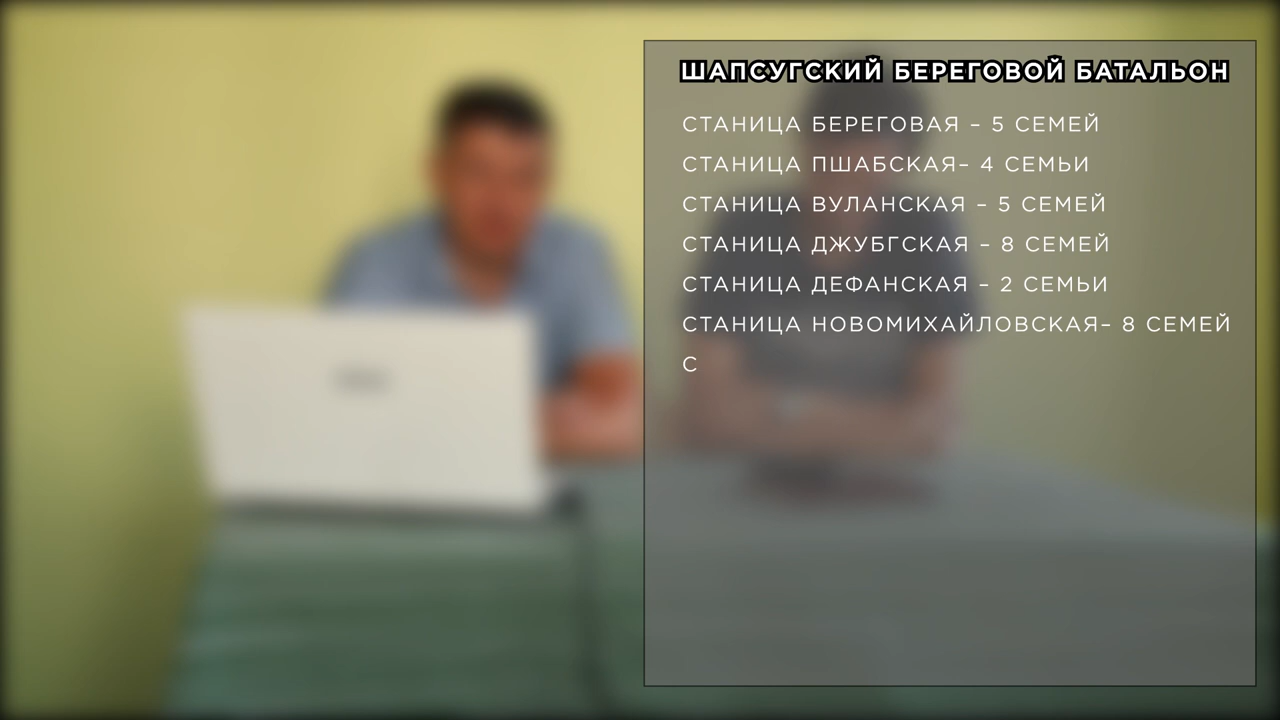 ШАПСУГСКИЙ БЕРЕГОВОЙ БАТАЛЬОН
СТАНИЦА БЕРЕГОВАЯ – 5 СЕМЕЙ
СТАНИЦА ПШАБСКАЯ– 4 СЕМЬИ
СТАНИЦА ВУЛАНСКАЯ – 5 СЕМЕЙ
СТАНИЦА ДЖУБГСКАЯ – 8 СЕМЕЙ
СТАНИЦА ДЕФАНСКАЯ – 2 СЕМЬИ
СТАНИЦА НОВОМИХАЙЛОВСКАЯ– 8 СЕМЕЙ
С